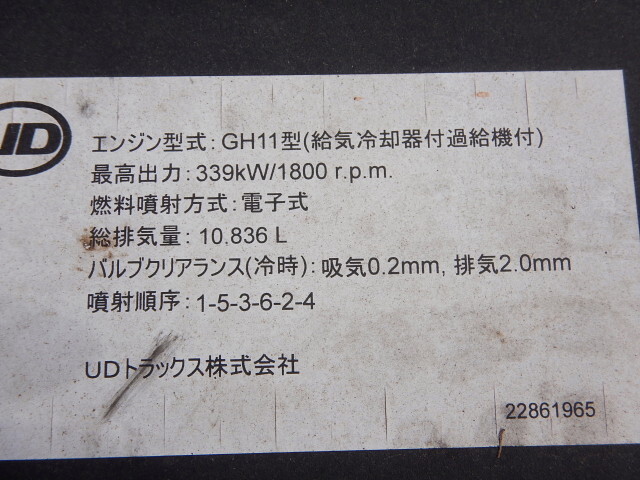 UD
エンジン型式：GH11型(給気冷却器付過給機付)
最高出力：339kW/1800 r.p.m.
燃料噴射方式：電子式
総排気量：10.836 L
バルブクリアランス(冷時)：吸気0.2mm, 排気2.0mm
噴射順序：1-5-3-6-2-4
UDトラックス株式会社
22861965